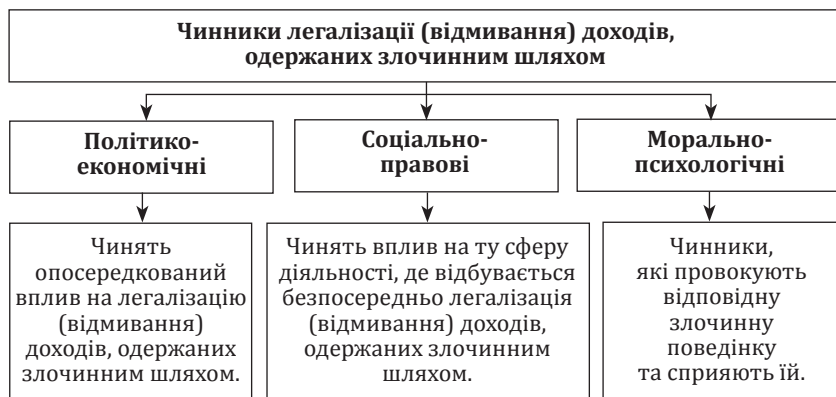 Чинники легалізації (відмивання) доходів,
одержаних злочинним шляхом
Політико-
економічні
Соціально-
правові
Морально-
психологічні
Чинять
опосередкований
вплив на легалізацію
(відмивання)
доходів, одержаних
злочинним шляхом.
Чинять вплив на ту сферу
діяльності, де відбувається
безпосередньо легалізація
(відмивання) доходів,
одержаних злочинним
шляхом.
Чинники,
які провокують
відповідну
злочинну
поведінку
та сприяють їй.